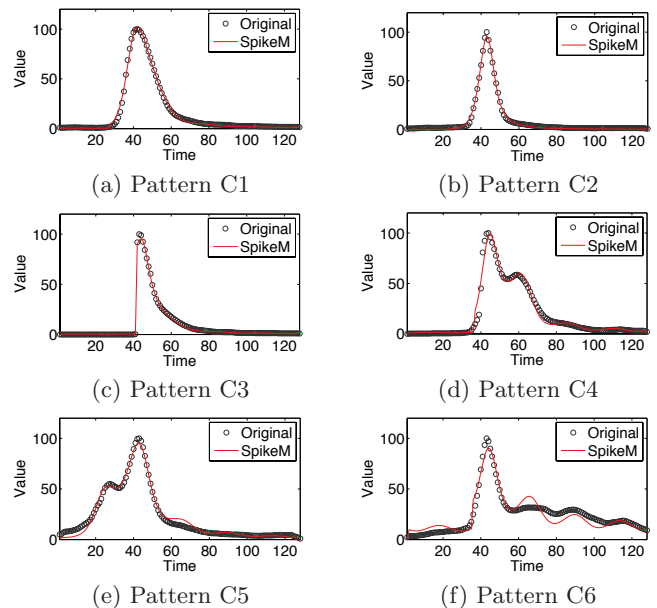 100
50
0
Value
20 40 60 80 100 120
Time
Original
SpikeM
(a) Pattern C1
100
50
0
Value
20 40 60 80 100 120
Time
Original
SpikeM
(b) Pattern C2
100
50
0
Value
20 40 60 80 100 120
Time
Original
SpikeM
(c) Pattern C3
100
50
0
Value
20 40 60 80 100 120
Time
Original
SpikeM
(d) Pattern C4
100
50
0
Value
20 40 60 80 100 120
Time
Original
SpikeM
(e) Pattern C5
100
50
0
Value
20 40 60 80 100 120
Time
Original
SpikeM
(f) Pattern C6